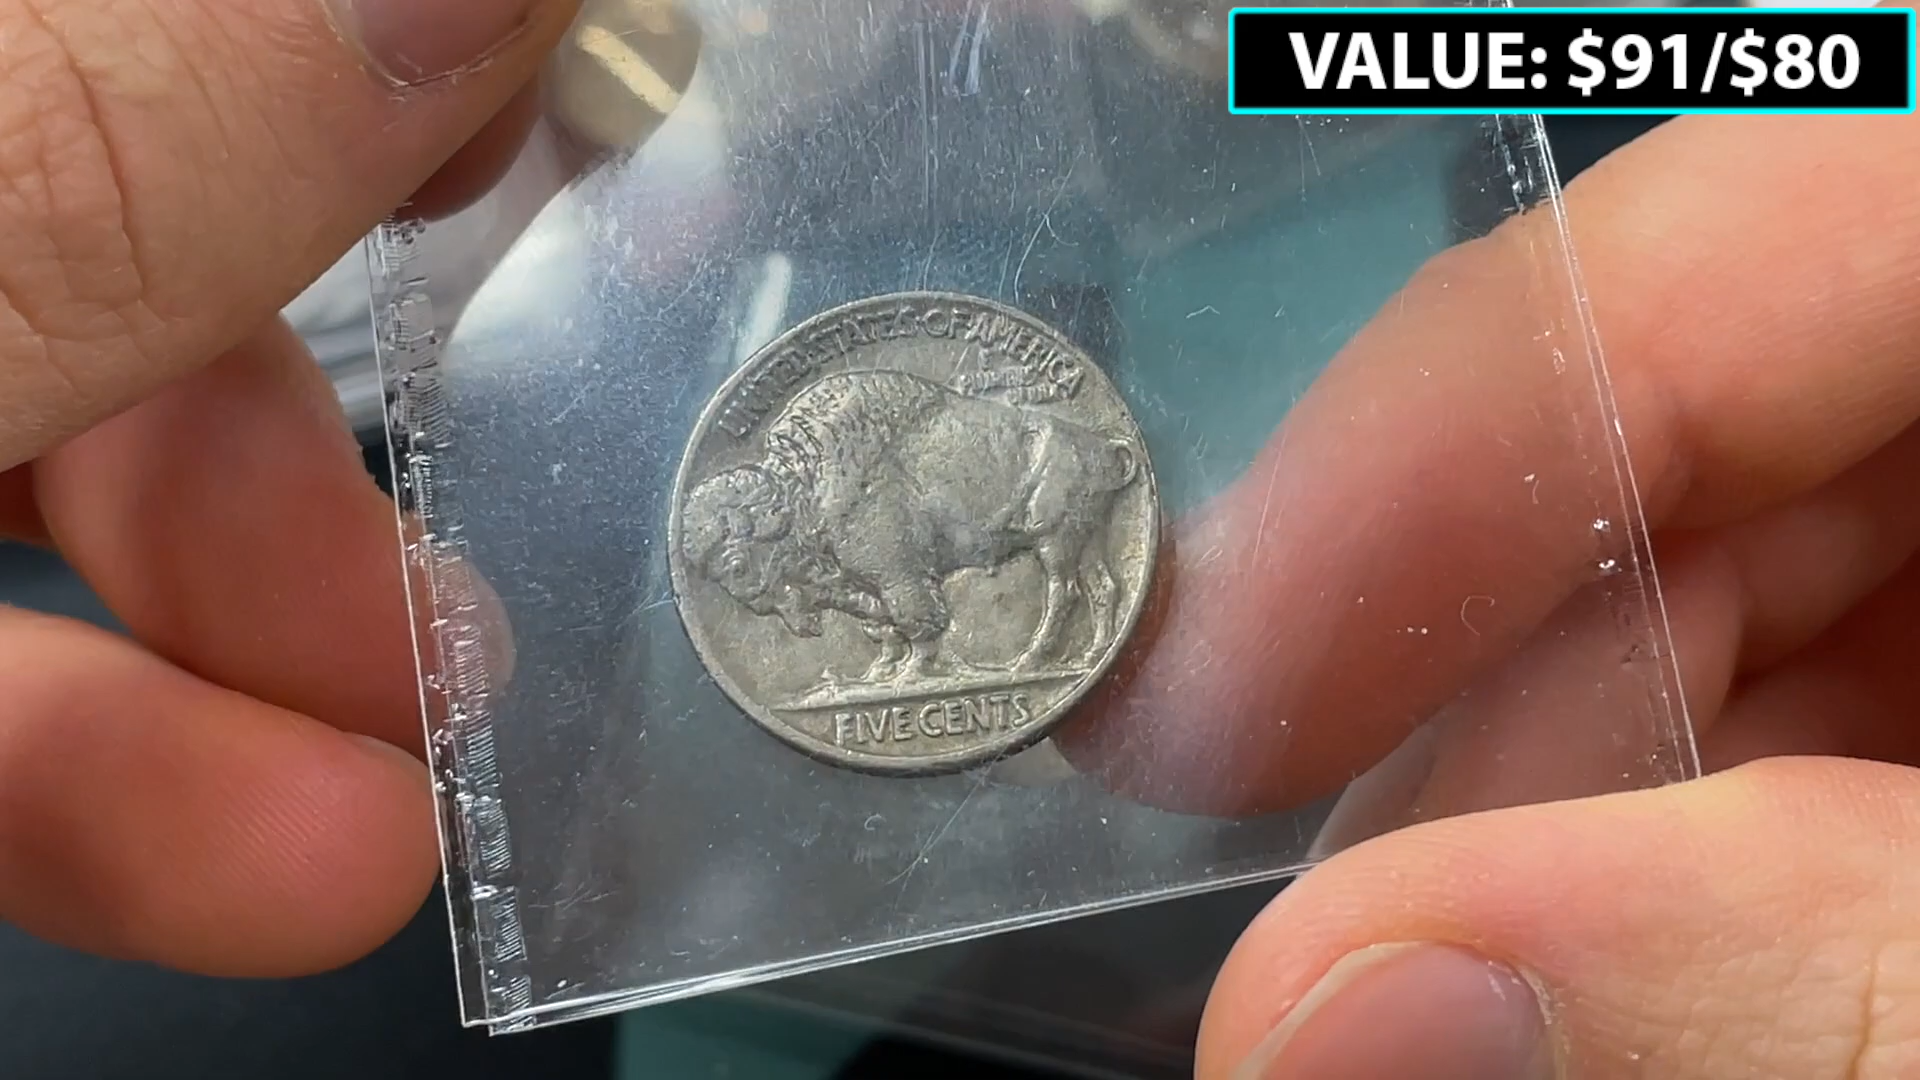 VALUE: $91/$80
UNITED STATES OF AMERICA
E
PLURIBUS
UNUM
FIVE CENTS